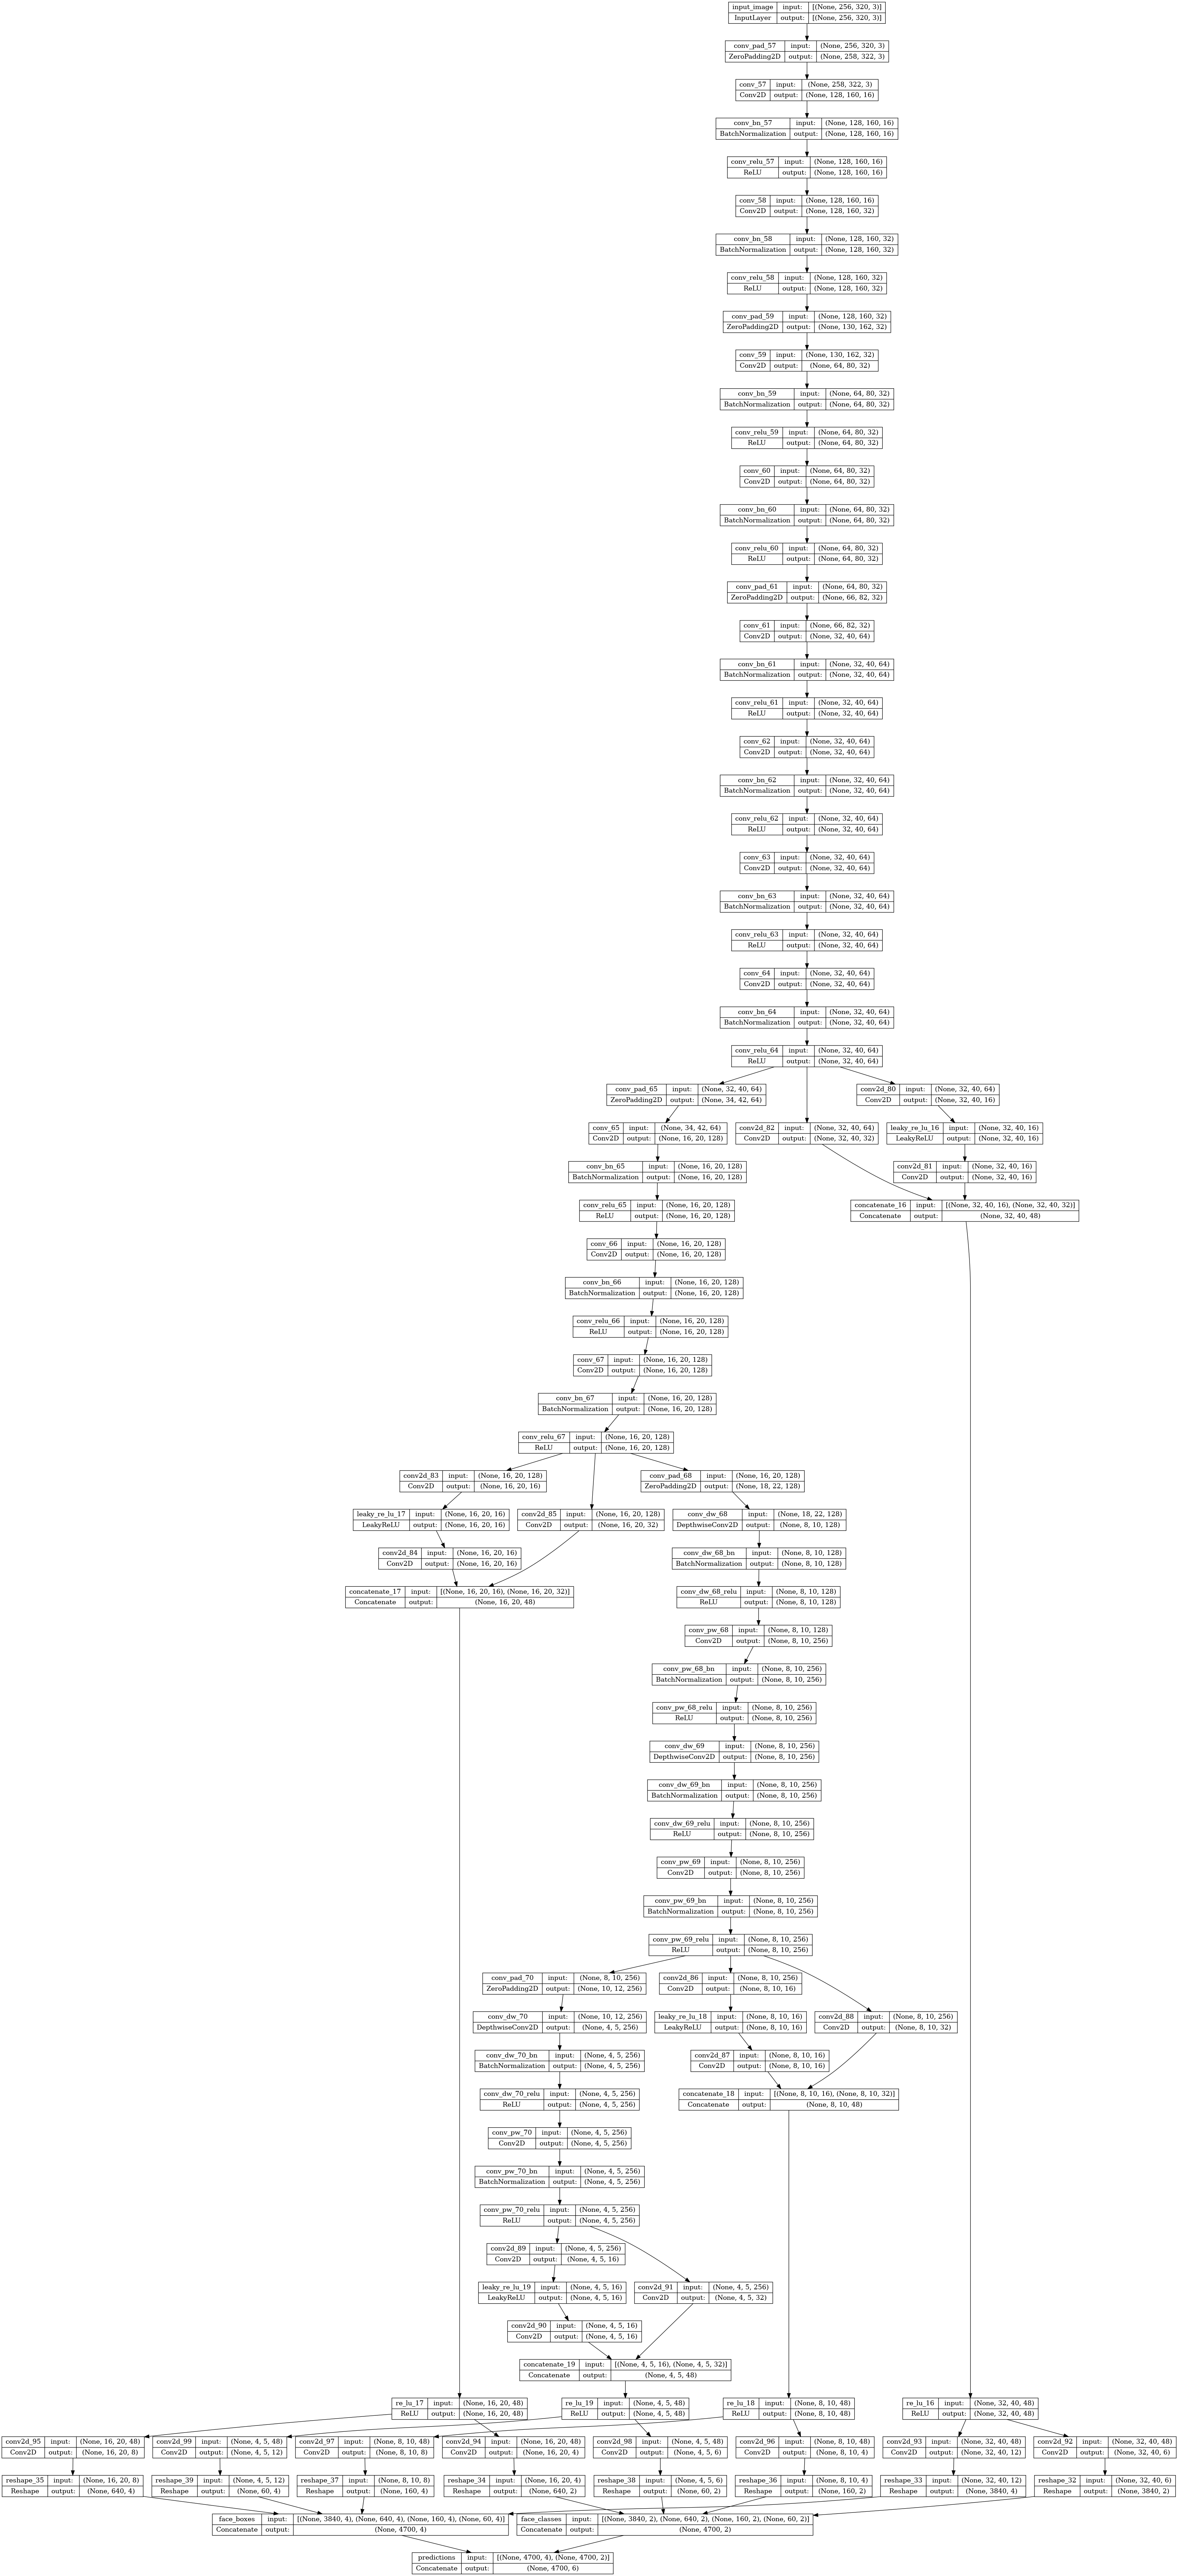 input_image input: [(None, 256, 320, 3)]
InputLayer output: [(None, 256, 320, 3)]
conv_pad_57 input: (None, 256, 320, 3)
ZeroPadding2D output: (None, 258, 322, 3)
conv_57 input: (None, 258, 322, 3)
Conv2D output: (None, 128, 160, 16)
conv_bn_57 input: (None, 128, 160, 16)
BatchNormalization output: (None, 128, 160, 16)
conv_relu_57 input: (None, 128, 160, 16)
ReLU output: (None, 128, 160, 16)
conv_58 input: (None, 128, 160, 16)
Conv2D output: (None, 128, 160, 32)
conv_bn_58 input: (None, 128, 160, 32)
BatchNormalization output: (None, 128, 160, 32)
conv_relu_58 input: (None, 128, 160, 32)
ReLU output: (None, 128, 160, 32)
conv_pad_59 input: (None, 128, 160, 32)
ZeroPadding2D output: (None, 130, 162, 32)
conv_59 input: (None, 130, 162, 32)
Conv2D output: (None, 64, 80, 32)
conv_bn_59 input: (None, 64, 80, 32)
BatchNormalization output: (None, 64, 80, 32)
conv_relu_59 input: (None, 64, 80, 32)
ReLU output: (None, 64, 80, 32)
conv_60 input: (None, 64, 80, 32)
Conv2D output: (None, 64, 80, 32)
conv_bn_60 input: (None, 64, 80, 32)
BatchNormalization output: (None, 64, 80, 32)
conv_relu_60 input: (None, 64, 80, 32)
ReLU output: (None, 64, 80, 32)
conv_pad_61 input: (None, 64, 80, 32)
ZeroPadding2D output: (None, 66, 82, 32)
conv_61 input: (None, 66, 82, 32)
Conv2D output: (None, 32, 40, 64)
conv_bn_61 input: (None, 32, 40, 64)
BatchNormalization output: (None, 32, 40, 64)
conv_relu_61 input: (None, 32, 40, 64)
ReLU output: (None, 32, 40, 64)
conv_62 input: (None, 32, 40, 64)
Conv2D output: (None, 32, 40, 64)
conv_bn_62 input: (None, 32, 40, 64)
BatchNormalization output: (None, 32, 40, 64)
conv_relu_62 input: (None, 32, 40, 64)
ReLU output: (None, 32, 40, 64)
conv_63 input: (None, 32, 40, 64)
Conv2D output: (None, 32, 40, 64)
conv_bn_63 input: (None, 32, 40, 64)
BatchNormalization output: (None, 32, 40, 64)
conv_relu_63 input: (None, 32, 40, 64)
ReLU output: (None, 32, 40, 64)
conv_64 input: (None, 32, 40, 64)
Conv2D output: (None, 32, 40, 64)
conv_bn_64 input: (None, 32, 40, 64)
BatchNormalization output: (None, 32, 40, 64)
conv_relu_64 input: (None, 32, 40, 64)
ReLU output: (None, 32, 40, 64)
conv_pad_65 input: (None, 32, 40, 64)
ZeroPadding2D output: (None, 34, 42, 64)
conv2d_80 input: (None, 32, 40, 64)
Conv2D output: (None, 32, 40, 16)
conv_65 input: (None, 34, 42, 64)
Conv2D output: (None, 16, 20, 128)
conv2d_82 input: (None, 32, 40, 64)
Conv2D output: (None, 32, 40, 32)
leaky_re_lu_16 input: (None, 32, 40, 16)
LeakyReLU output: (None, 32, 40, 16)
conv_bn_65 input: (None, 16, 20, 128)
BatchNormalization output: (None, 16, 20, 128)
conv2d_81 input: (None, 32, 40, 16)
Conv2D output: (None, 32, 40, 16)
conv_relu_65 input: (None, 16, 20, 128)
ReLU output: (None, 16, 20, 128)
concatenate_16 input: [(None, 32, 40, 16), (None, 32, 40, 32)]
Concatenate output: (None, 32, 40, 48)
conv_66 input: (None, 16, 20, 128)
Conv2D output: (None, 16, 20, 128)
conv_bn_66 input: (None, 16, 20, 128)
BatchNormalization output: (None, 16, 20, 128)
conv_relu_66 input: (None, 16, 20, 128)
ReLU output: (None, 16, 20, 128)
conv_67 input: (None, 16, 20, 128)
Conv2D output: (None, 16, 20, 128)
conv_bn_67 input: (None, 16, 20, 128)
BatchNormalization output: (None, 16, 20, 128)
conv_relu_67 input: (None, 16, 20, 128)
ReLU output: (None, 16, 20, 128)
conv2d_83 input: (None, 16, 20, 128)
Conv2D output: (None, 16, 20, 16)
conv_pad_68 input: (None, 16, 20, 128)
ZeroPadding2D output: (None, 18, 22, 128)
leaky_re_lu_17 input: (None, 16, 20, 16)
LeakyReLU output: (None, 16, 20, 16)
conv2d_85 input: (None, 16, 20, 128)
Conv2D output: (None, 16, 20, 32)
conv_dw_68 input: (None, 18, 22, 128)
DepthwiseConv2D output: (None, 8, 10, 128)
conv2d_84 input: (None, 16, 20, 16)
Conv2D output: (None, 16, 20, 16)
conv_dw_68_bn input: (None, 8, 10, 128)
BatchNormalization output: (None, 8, 10, 128)
concatenate_17 input: [(None, 16, 20, 16), (None, 16, 20, 32)]
Concatenate output: (None, 16, 20, 48)
conv_dw_68_relu input: (None, 8, 10, 128)
ReLU output: (None, 8, 10, 128)
conv_pw_68 input: (None, 8, 10, 128)
Conv2D output: (None, 8, 10, 256)
conv_pw_68_bn input: (None, 8, 10, 256)
BatchNormalization output: (None, 8, 10, 256)
conv_pw_68_relu input: (None, 8, 10, 256)
ReLU output: (None, 8, 10, 256)
conv_dw_69 input: (None, 8, 10, 256)
DepthwiseConv2D output: (None, 8, 10, 256)
conv_dw_69_bn input: (None, 8, 10, 256)
BatchNormalization output: (None, 8, 10, 256)
conv_dw_69_relu input: (None, 8, 10, 256)
ReLU output: (None, 8, 10, 256)
conv_pw_69 input: (None, 8, 10, 256)
Conv2D output: (None, 8, 10, 256)
conv_pw_69_bn input: (None, 8, 10, 256)
BatchNormalization output: (None, 8, 10, 256)
conv_pw_69_relu input: (None, 8, 10, 256)
ReLU output: (None, 8, 10, 256)
conv_pad_70 input: (None, 8, 10, 256)
ZeroPadding2D output: (None, 10, 12, 256)
conv2d_86 input: (None, 8, 10, 256)
Conv2D output: (None, 8, 10, 16)
conv_dw_70 input: (None, 10, 12, 256)
DepthwiseConv2D output: (None, 4, 5, 256)
leaky_re_lu_18 input: (None, 8, 10, 16)
LeakyReLU output: (None, 8, 10, 16)
conv2d_88 input: (None, 8, 10, 256)
Conv2D output: (None, 8, 10, 32)
conv_dw_70_bn input: (None, 4, 5, 256)
BatchNormalization output: (None, 4, 5, 256)
conv2d_87 input: (None, 8, 10, 16)
Conv2D output: (None, 8, 10, 16)
conv_dw_70_relu input: (None, 4, 5, 256)
ReLU output: (None, 4, 5, 256)
concatenate_18 input: [(None, 8, 10, 16), (None, 8, 10, 32)]
Concatenate output: (None, 8, 10, 48)
conv_pw_70 input: (None, 4, 5, 256)
Conv2D output: (None, 4, 5, 256)
conv_pw_70_bn input: (None, 4, 5, 256)
BatchNormalization output: (None, 4, 5, 256)
conv_pw_70_relu input: (None, 4, 5, 256)
ReLU output: (None, 4, 5, 256)
conv2d_89 input: (None, 4, 5, 256)
Conv2D output: (None, 4, 5, 16)
leaky_re_lu_19 input: (None, 4, 5, 16)
LeakyReLU output: (None, 4, 5, 16)
conv2d_91 input: (None, 4, 5, 256)
Conv2D output: (None, 4, 5, 32)
conv2d_90 input: (None, 4, 5, 16)
Conv2D output: (None, 4, 5, 16)
concatenate_19 input: [(None, 4, 5, 16), (None, 4, 5, 32)]
Concatenate output: (None, 4, 5, 48)
re_lu_17 input: (None, 16, 20, 48)
ReLU output: (None, 16, 20, 48)
re_lu_19 input: (None, 4, 5, 48)
ReLU output: (None, 4, 5, 48)
re_lu_18 input: (None, 8, 10, 48)
ReLU output: (None, 8, 10, 48)
re_lu_16 input: (None, 32, 40, 48)
ReLU output: (None, 32, 40, 48)
conv2d_95 input: (None, 16, 20, 48)
Conv2D output: (None, 16, 20, 8)
conv2d_99 input: (None, 4, 5, 48)
Conv2D output: (None, 4, 5, 12)
conv2d_97 input: (None, 8, 10, 48)
Conv2D output: (None, 8, 10, 8)
conv2d_94 input: (None, 16, 20, 48)
Conv2D output: (None, 16, 20, 4)
conv2d_98 input: (None, 4, 5, 48)
Conv2D output: (None, 4, 5, 6)
conv2d_96 input: (None, 8, 10, 48)
Conv2D output: (None, 8, 10, 4)
conv2d_93 input: (None, 32, 40, 48)
Conv2D output: (None, 32, 40, 12)
conv2d_92 input: (None, 32, 40, 48)
Conv2D output: (None, 32, 40, 6)
reshape_35 input: (None, 16, 20, 8)
Reshape output: (None, 640, 4)
reshape_39 input: (None, 4, 5, 12)
Reshape output: (None, 60, 4)
reshape_37 input: (None, 8, 10, 8)
Reshape output: (None, 160, 4)
reshape_34 input: (None, 16, 20, 4)
Reshape output: (None, 640, 2)
reshape_38 input: (None, 4, 5, 6)
Reshape output: (None, 60, 2)
reshape_36 input: (None, 8, 10, 4)
Reshape output: (None, 160, 2)
reshape_33 input: (None, 32, 40, 12)
Reshape output: (None, 3840, 4)
reshape_32 input: (None, 32, 40, 6)
Reshape output: (None, 3840, 2)
face_boxes input: [(None, 3840, 4), (None, 640, 4), (None, 160, 4), (None, 60, 4)]
Concatenate output: (None, 4700, 4)
face_classes input: [(None, 3840, 2), (None, 640, 2), (None, 160, 2), (None, 60, 2)]
Concatenate output: (None, 4700, 2)
predictions input: [(None, 4700, 4), (None, 4700, 2)]
Concatenate output: (None, 4700, 6)